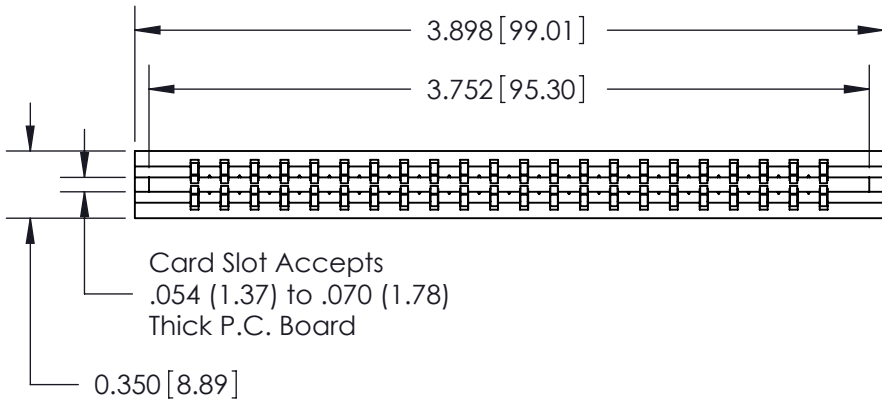 3.898 [99.01]
3.752 [95.30]
Card Slot Accepts
.054 (1.37) to .070 (1.78)
Thick P.C. Board
0.350 [8.89]